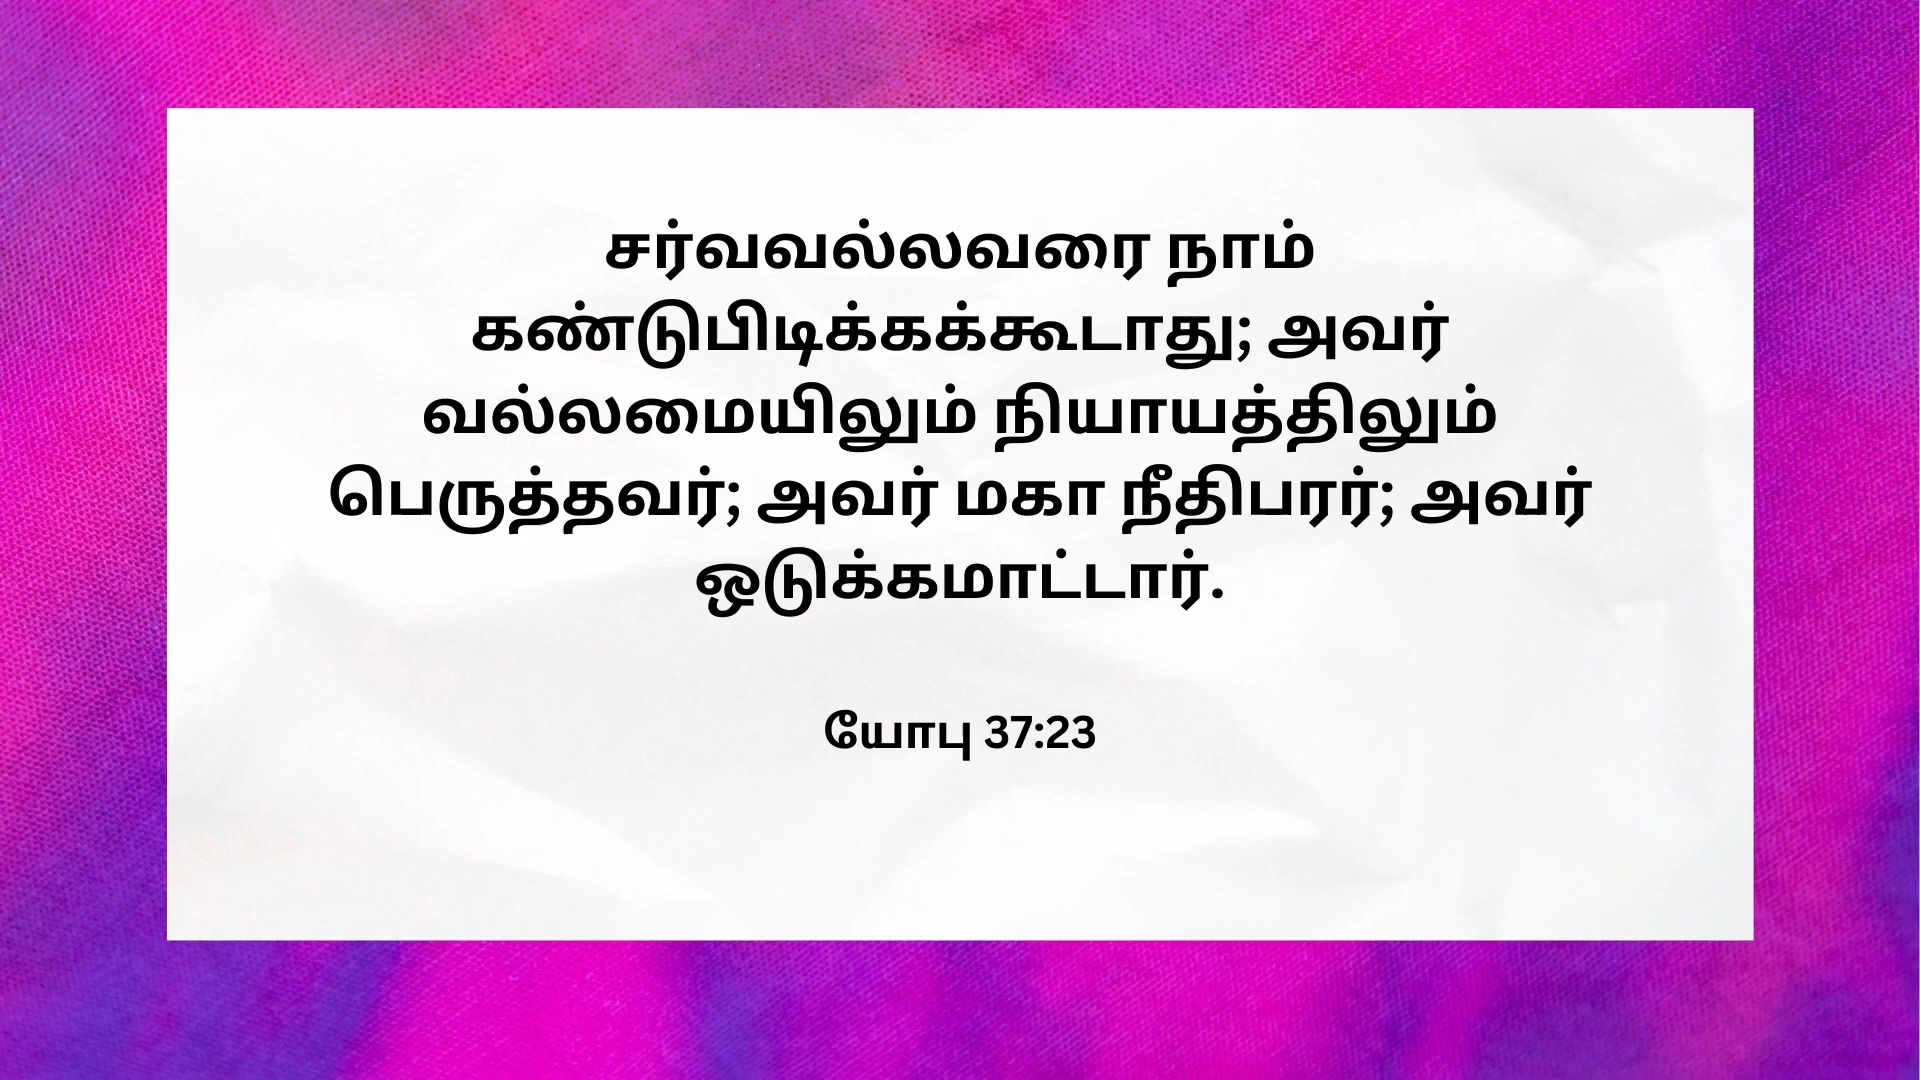 சர்வவல்லவரை நாம்
கண்டுபிடிக்கக்கூடாது; அவர்
வல்லமையிலும் நியாயத்திலும்
பெருத்தவர்; அவர் மகா நீதிபரர்; அவர்
ஒடுக்கமாட்டார்.
யோபு 37:23